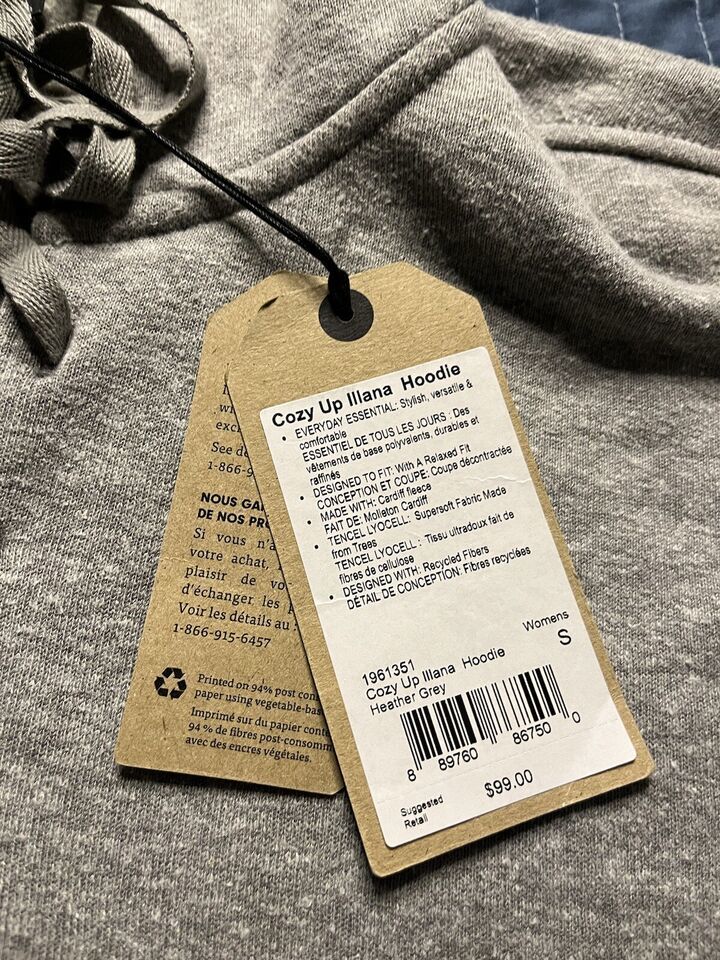 wi
exc
See de
1-866-9
NOUS GA
DE NOS PR
Si vous n'a
votre achat,
plaisir de vo
d'échanger les p
Voir les détails au
1-866-915-6457
Printed on 94% post cons
paper using vegetable-bas
Imprimé sur du papier conte
94 % de fibres post-consomm
avec des encres végétales.
Cozy Up Illana Hoodie
• EVERYDAY ESSENTIAL: Stylish, versatile &
comfortable
ESSENTIEL DE TOUS LES JOURS : Des
vêtements de base polyvalents, durables et
raffinés
• DESIGNED TO FIT: With A Relaxed Fit
CONCEPTION ET COUPE: Coupe décontractée
• MADE WITH: Cardiff fleece
FAIT DE: Molleton Cardiff
• TENCEL LYOCELL: Supersoft Fabric Made
from Trees
TENCEL LYOCELL : Tissu ultradoux fait de
fibres de cellulose
• DESIGNED WITH: Recycled Fibers
DÉTAIL DE CONCEPTION: Fibres recyclées
Womens
S
1961351
Cozy Up Illana Hoodie
Heather Grey
8 89760 86750 0
Suggested
Retail
$99.00